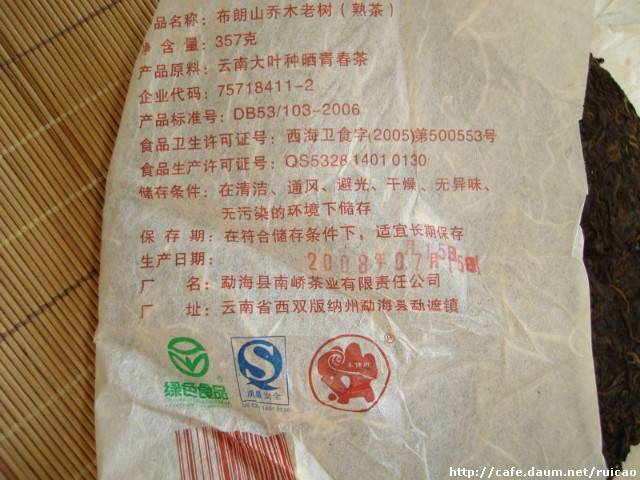 品名称：布朗山乔木老树（熟茶）
净含量：357克
产品原料：云南大叶种晒青春茶
企业代码：75718411-2
产品标准号：DB53/103-2006
食品卫生许可证号：西海卫食字(2005)第500553号
食品生产许可证号：QS5328 1401 0130
储存条件：在清洁、通风、避光、干燥、无异味、
无污染的环境下储存
保存期：在符合储存条件下，适宜长期保存
生产日期：2008年07月15日
厂名：勐海县南峤茶业有限责任公司
厂址：云南省西双版纳州勐海县勐遮镇
绿色食品
质量安全
http://cafe.daum.net/ruicao